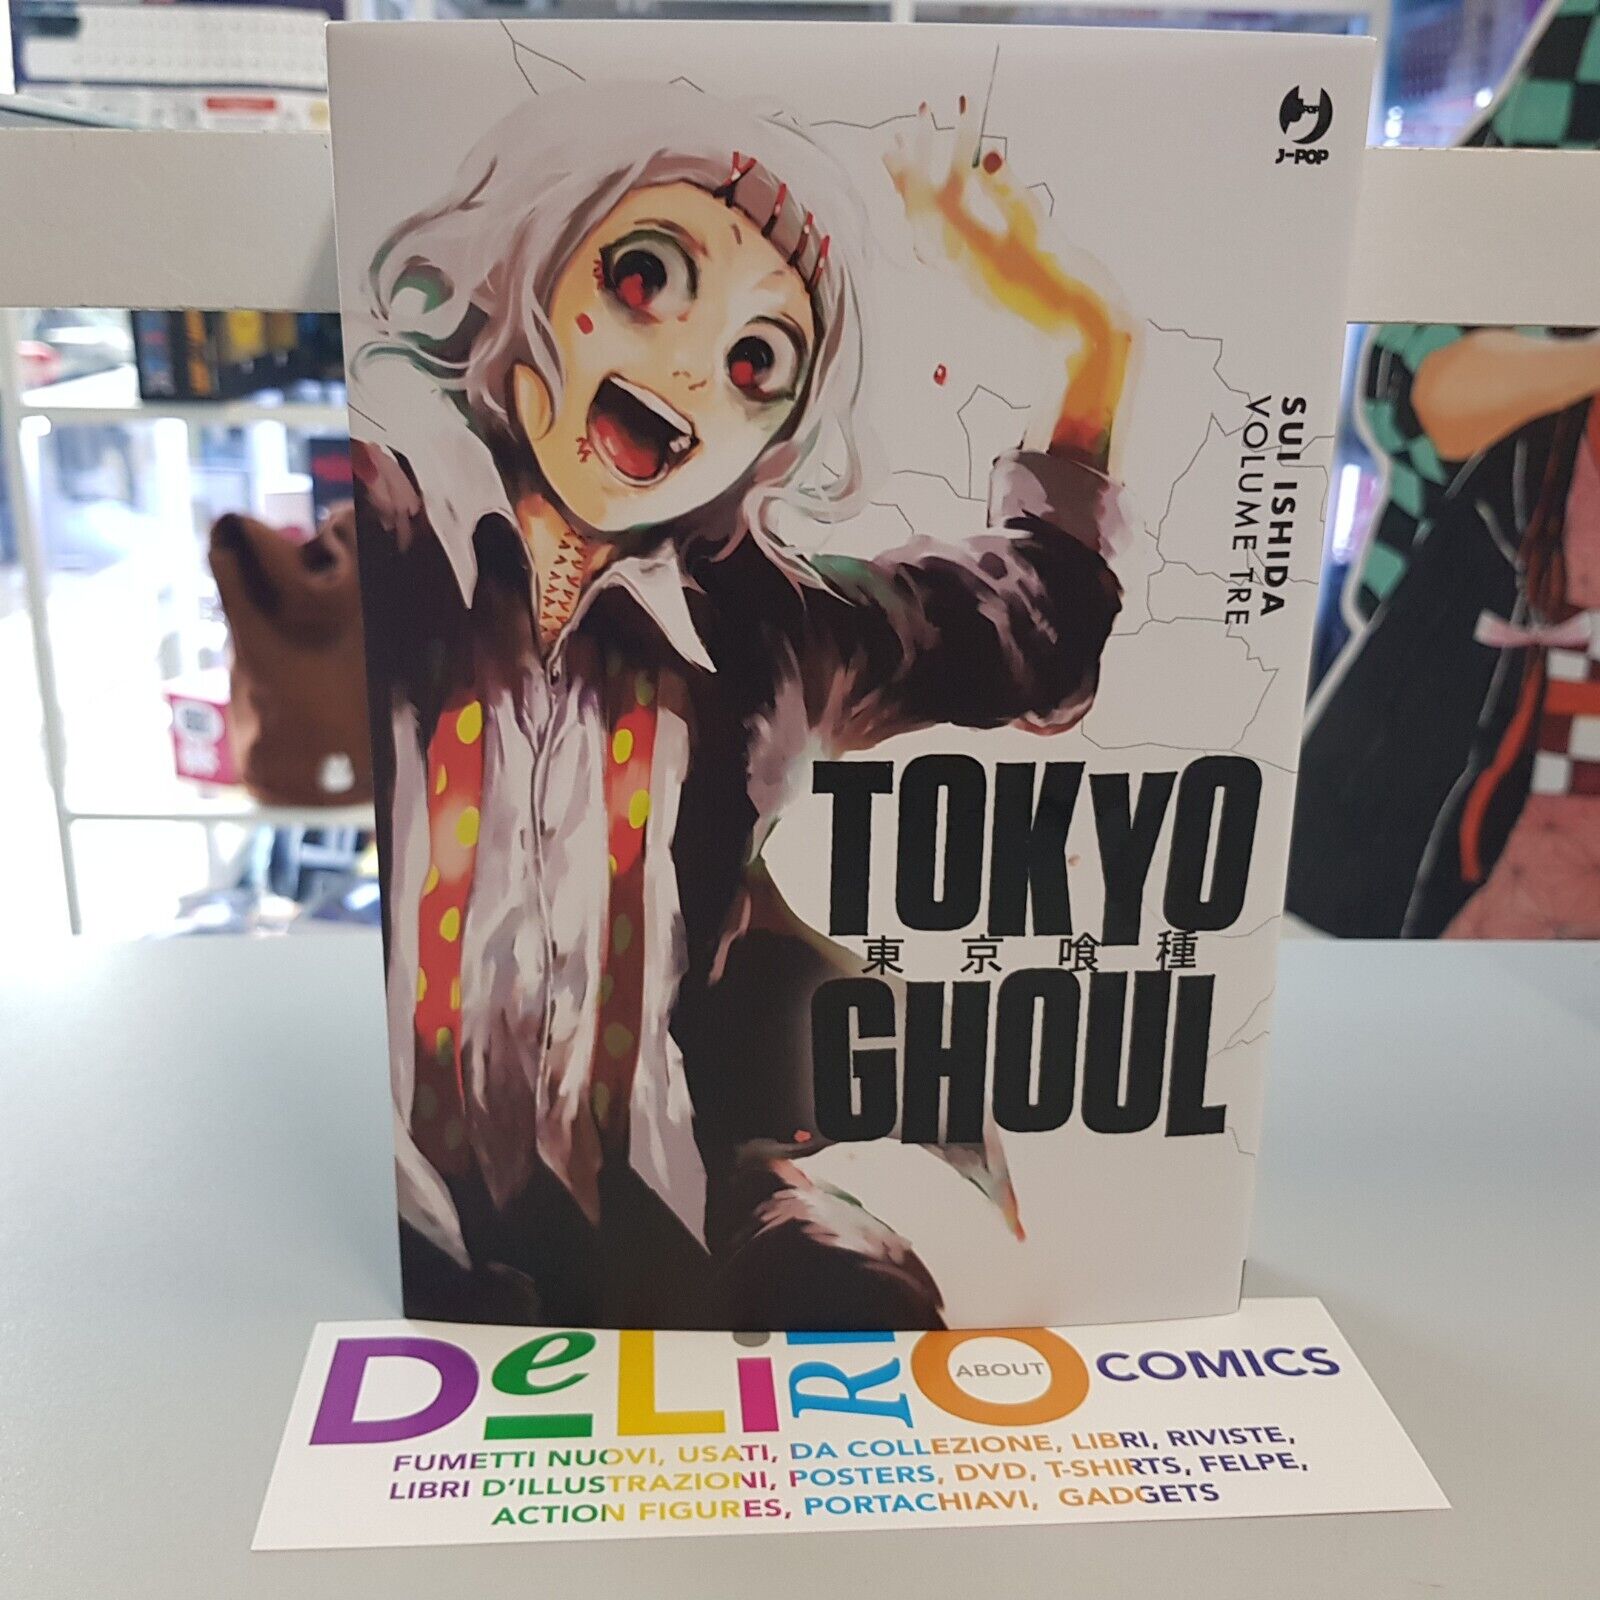 J-POP
SUI ISHIDA
VOLUME TRE
TOKYO
東京喰種
GHOUL
DeLiRiO
ABOUT
COMICS
FUMETTI NUOVI, USATI, DA COLLEZIONE, LIBRI, RIVISTE,
LIBRI D'ILLUSTRAZIONI, POSTERS, DVD, T-SHIRTS, FELPE,
ACTION FIGURES, PORTACHIAVI, GADGETS